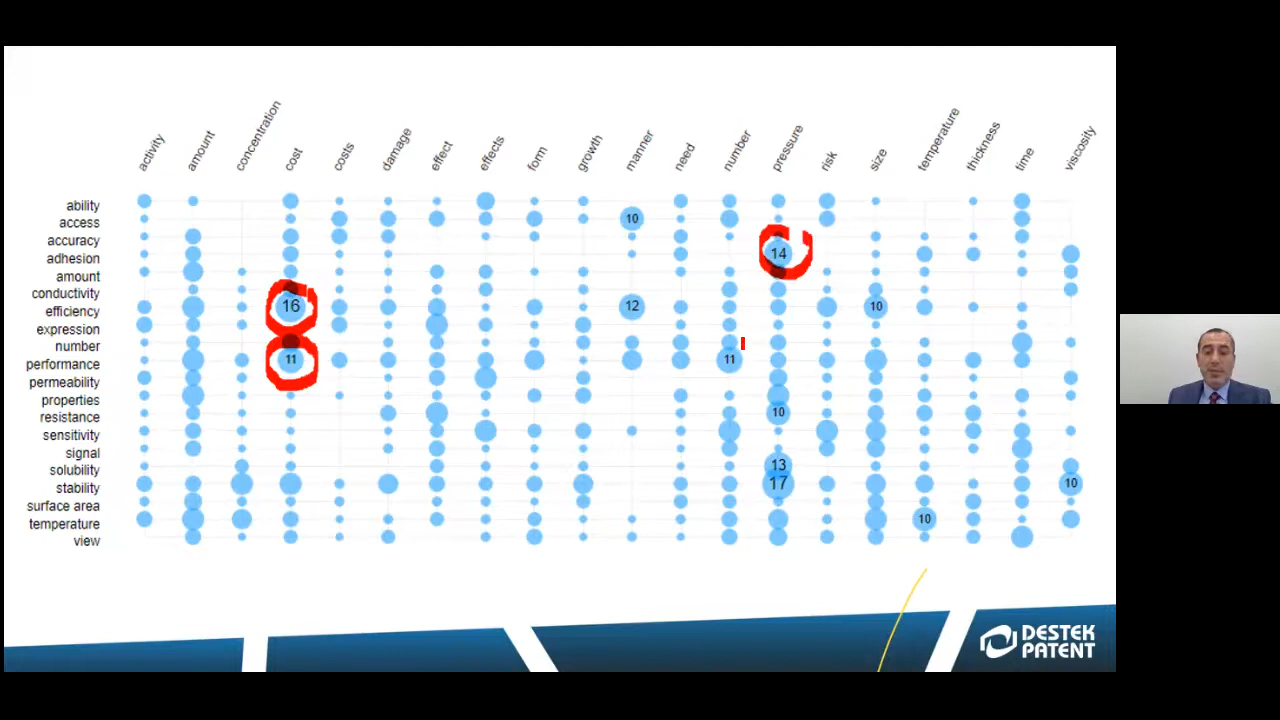 activity amount concentration cost costs damage effect effects form growth manner need number pressure risk size temperature thickness time viscosity
ability
access 10
accuracy
adhesion 14
amount
conductivity
efficiency 16 12 10
expression
number
performance 11 11
permeability
properties
resistance 10
sensitivity
signal
solubility 13
stability 17 10
surface area
temperature 10
view
DESTEK
PATENT